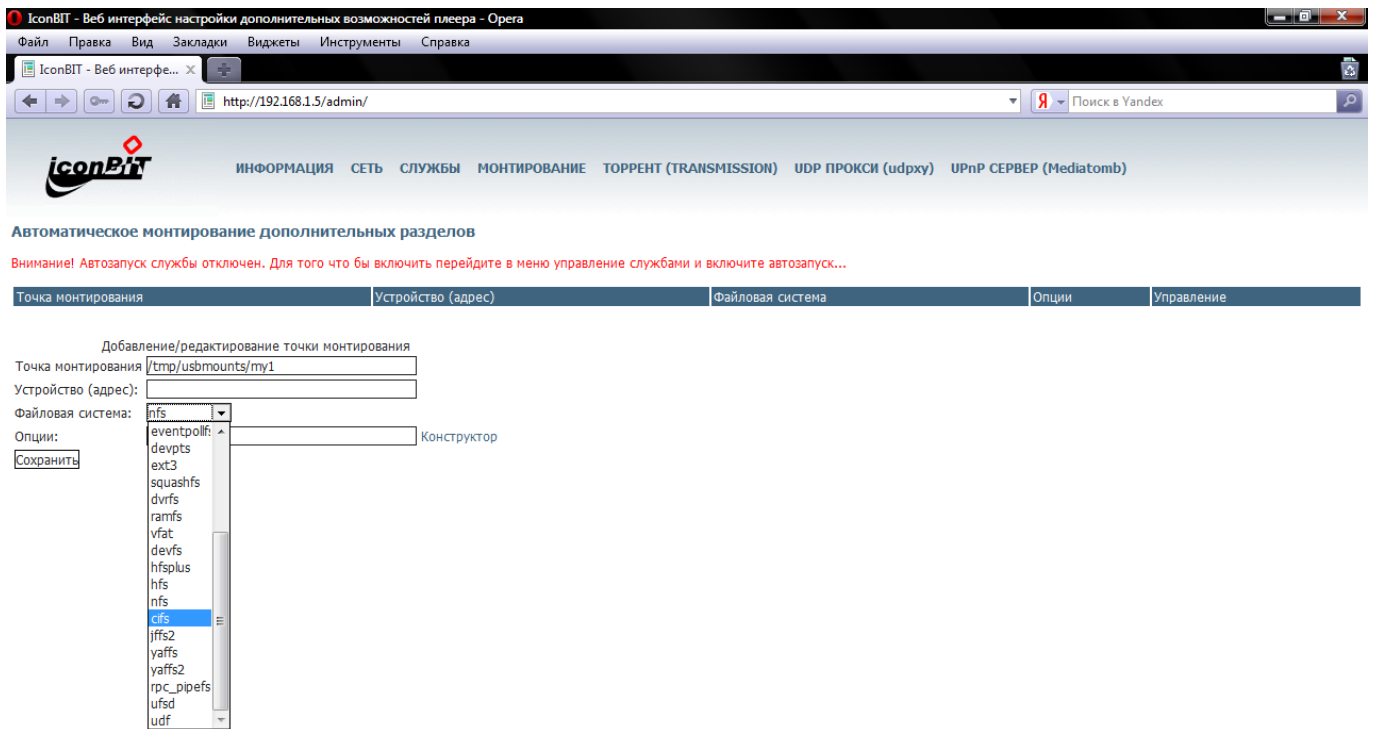 IconBIT - Веб интерфейс настройки дополнительных возможностей плеера - Opera
Файл Правка Вид Закладки Виджеты Инструменты Справка
IconBIT - Веб интерфе...
http://192.168.1.5/admin/ Я Поиск в Yandex
iconBiT ИНФОРМАЦИЯ СЕТЬ СЛУЖБЫ МОНТИРОВАНИЕ ТОРРЕНТ (TRANSMISSION) UDP ПРОКСИ (udpxy) UPnP СЕРВЕР (Mediatomb)
Автоматическое монтирование дополнительных разделов
Внимание! Автозапуск службы отключен. Для того что бы включить перейдите в меню управление службами и включите автозапуск...
Точка монтирования Устройство (адрес) Файловая система Опции Управление
Добавление/редактирование точки монтирования
Точка монтирования /tmp/usbmounts/my1
Устройство (адрес):
Файловая система: nfs
Опции: Конструктор
Сохранить
eventpollfs
devpts
ext3
squashfs
dvrfs
ramfs
vfat
devfs
hfsplus
hfs
nfs
cifs
jffs2
yaffs
yaffs2
rpc_pipefs
ufsd
udf